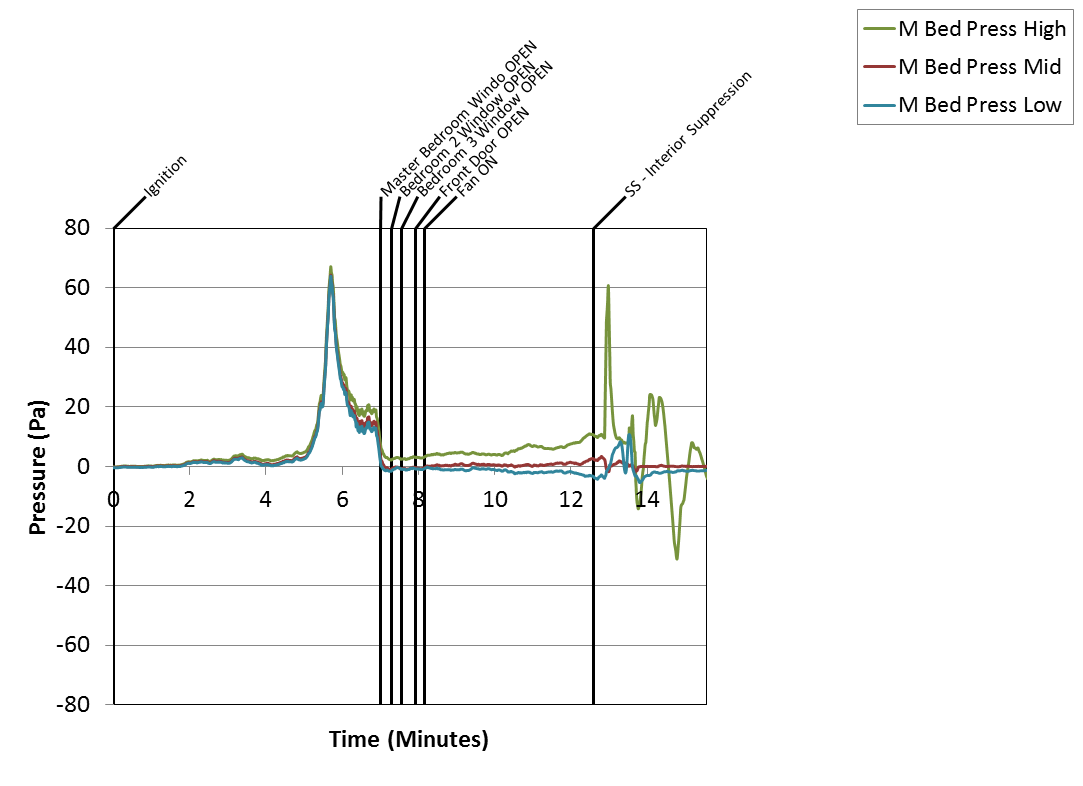 M Bed Press High
M Bed Press Mid
M Bed Press Low
Ignition
Master Bedroom Windo OPEN
Bedroom 2 Window OPEN
Bedroom 3 Window OPEN
Front Door OPEN
Fan ON
SS - Interior Suppression
80
60
40
20
0
-20
-40
-60
-80
0 2 4 6 8 10 12 14
Pressure (Pa)
Time (Minutes)